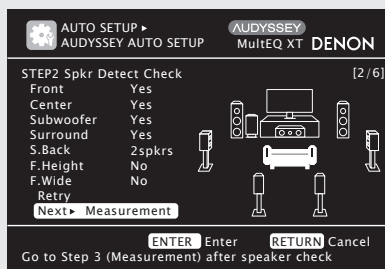 AUTO SETUP ▸
AUDYSSEY AUTO SETUP
AUDYSSEY
MultEQ XT DENON
STEP2 Spkr Detect Check [2/6]
Front Yes
Center Yes
Subwoofer Yes
Surround Yes
S.Back 2spkrs
F.Height No
F.Wide No
Retry
Next ▸ Measurement
ENTER Enter RETURN Cancel
Go to Step 3 (Measurement) after speaker check